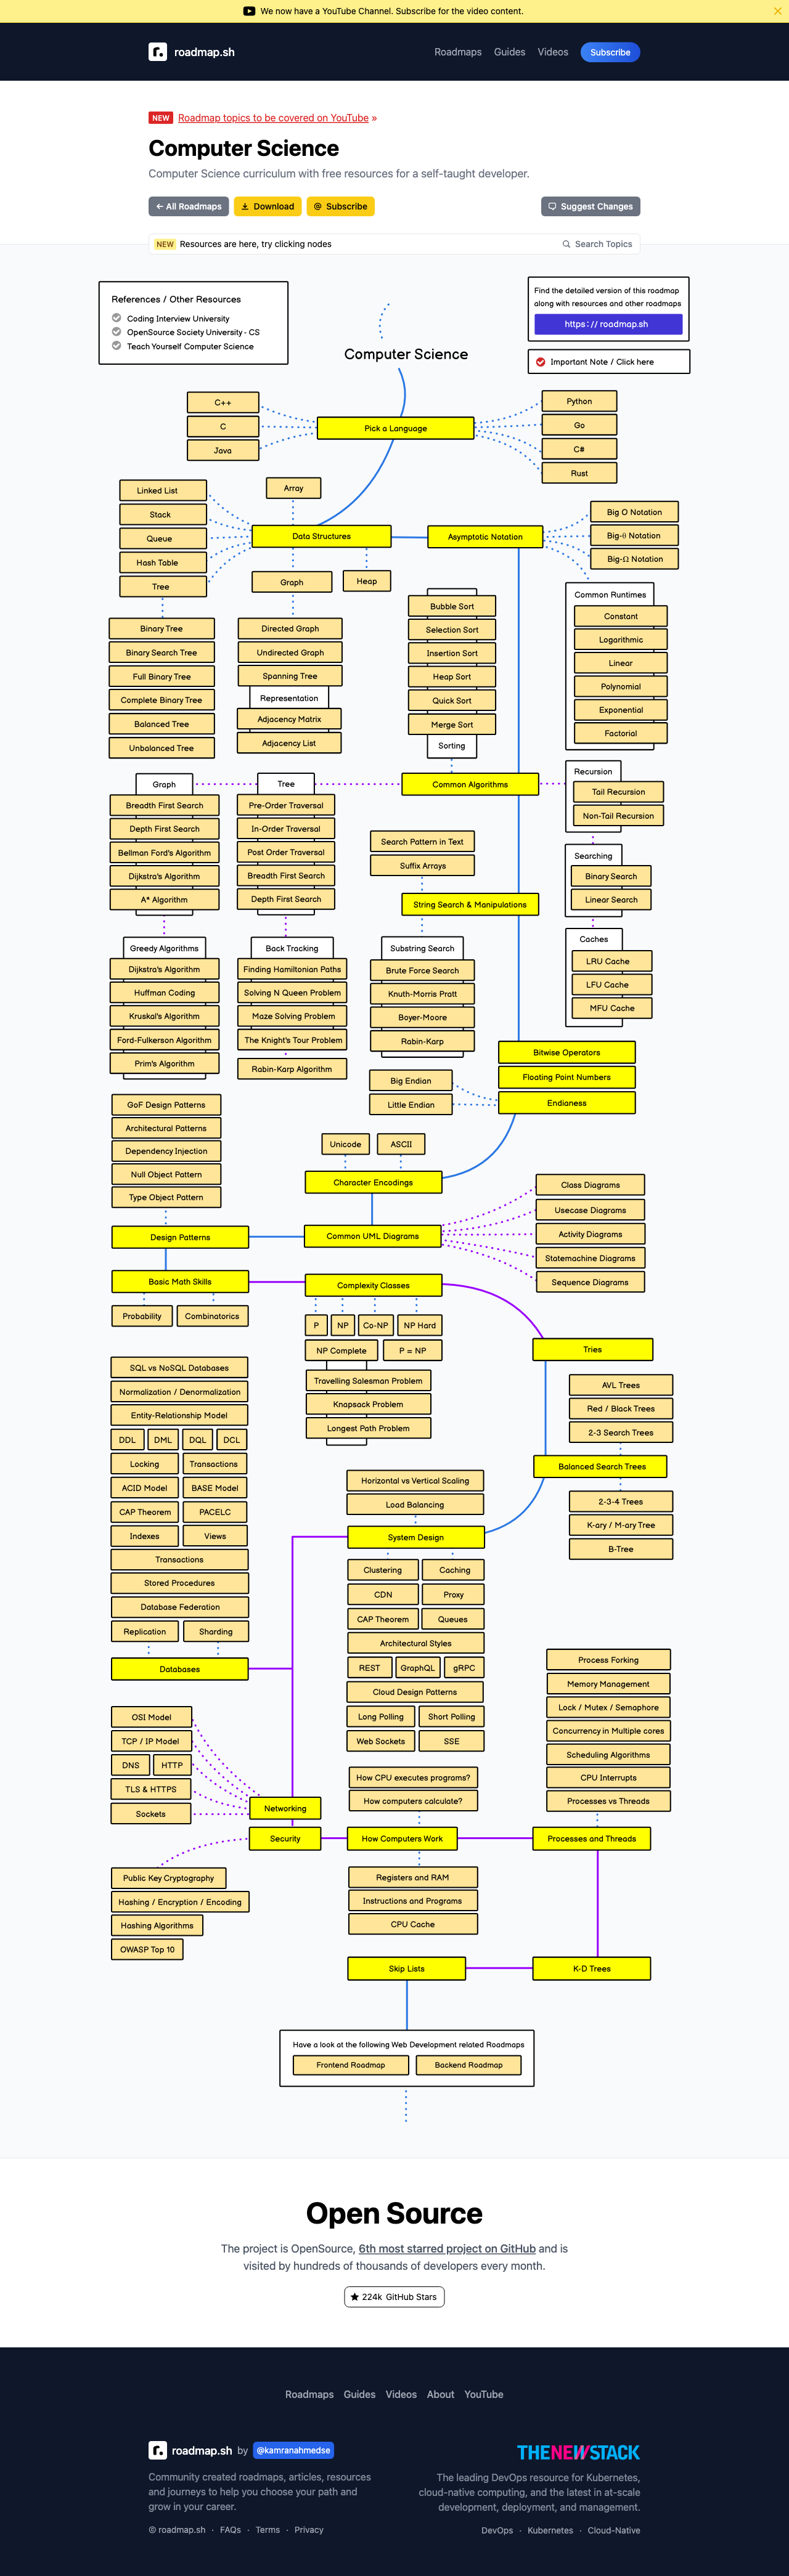 We now have a YouTube Channel. Subscribe for the video content.
roadmap.sh
Roadmaps Guides Videos Subscribe
NEW Roadmap topics to be covered on YouTube »
Computer Science
Computer Science curriculum with free resources for a self-taught developer.
← All Roadmaps Download @ Subscribe Suggest Changes
NEW Resources are here, try clicking nodes Search Topics
References / Other Resources
Coding Interview University
OpenSource Society University - CS
Teach Yourself Computer Science
Find the detailed version of this roadmap
along with resources and other roadmaps
https://roadmap.sh
Important Note / Click here
Computer Science
C++
C
Java
Pick a Language
Python
Go
C#
Rust
Linked List
Stack
Queue
Hash Table
Tree
Array
Data Structures
Graph
Heap
Asymptotic Notation
Big O Notation
Big-θ Notation
Big-Ω Notation
Common Runtimes
Constant
Logarithmic
Linear
Polynomial
Exponential
Factorial
Binary Tree
Binary Search Tree
Full Binary Tree
Complete Binary Tree
Balanced Tree
Unbalanced Tree
Directed Graph
Undirected Graph
Spanning Tree
Representation
Adjacency Matrix
Adjacency List
Bubble Sort
Selection Sort
Insertion Sort
Heap Sort
Quick Sort
Merge Sort
Sorting
Common Algorithms
Graph
Breadth First Search
Depth First Search
Bellman Ford's Algorithm
Dijkstra's Algorithm
A* Algorithm
Tree
Pre-Order Traversal
In-Order Traversal
Post Order Traversal
Breadth First Search
Depth First Search
Recursion
Tail Recursion
Non-Tail Recursion
Searching
Binary Search
Linear Search
Caches
LRU Cache
LFU Cache
MFU Cache
Search Pattern in Text
Suffix Arrays
String Search & Manipulations
Substring Search
Brute Force Search
Knuth-Morris Pratt
Boyer-Moore
Rabin-Karp
Greedy Algorithms
Dijkstra's Algorithm
Huffman Coding
Kruskal's Algorithm
Ford-Fulkerson Algorithm
Prim's Algorithm
Back Tracking
Finding Hamiltonian Paths
Solving N Queen Problem
Maze Solving Problem
The Knight's Tour Problem
Rabin-Karp Algorithm
Bitwise Operators
Floating Point Numbers
Endianess
Big Endian
Little Endian
Unicode
ASCII
Character Encodings
GoF Design Patterns
Architectural Patterns
Dependency Injection
Null Object Pattern
Type Object Pattern
Design Patterns
Common UML Diagrams
Class Diagrams
Usecase Diagrams
Activity Diagrams
Statemachine Diagrams
Sequence Diagrams
Basic Math Skills
Probability
Combinatorics
Complexity Classes
P
NP
Co-NP
NP Hard
NP Complete
P = NP
Travelling Salesman Problem
Knapsack Problem
Longest Path Problem
Tries
AVL Trees
Red / Black Trees
2-3 Search Trees
Balanced Search Trees
2-3-4 Trees
K-ary / M-ary Tree
B-Tree
SQL vs NoSQL Databases
Normalization / Denormalization
Entity-Relationship Model
DDL DML DQL DCL
Locking Transactions
ACID Model BASE Model
CAP Theorem PACELC
Indexes Views
Transactions
Stored Procedures
Database Federation
Replication Sharding
Databases
Horizontal vs Vertical Scaling
Load Balancing
System Design
Clustering Caching
CDN Proxy
CAP Theorem Queues
Architectural Styles
REST GraphQL gRPC
Cloud Design Patterns
Long Polling Short Polling
Web Sockets SSE
Process Forking
Memory Management
Lock / Mutex / Semaphore
Concurrency in Multiple cores
Scheduling Algorithms
CPU Interrupts
Processes vs Threads
OSI Model
TCP / IP Model
DNS HTTP
TLS & HTTPS
Sockets
Networking
Security
How CPU executes programs?
How computers calculate?
How Computers Work
Processes and Threads
Public Key Cryptography
Hashing / Encryption / Encoding
Hashing Algorithms
OWASP Top 10
Registers and RAM
Instructions and Programs
CPU Cache
Skip Lists
K-D Trees
Have a look at the following Web Development related Roadmaps
Frontend Roadmap Backend Roadmap
Open Source
The project is OpenSource, 6th most starred project on GitHub and is
visited by hundreds of thousands of developers every month.
★ 224k GitHub Stars
Roadmaps Guides Videos About YouTube
roadmap.sh by @kamranahmedse
Community created roadmaps, articles, resources
and journeys to help you choose your path and
grow in your career.
© roadmap.sh · FAQs · Terms · Privacy
THENEWSTACK
The leading DevOps resource for Kubernetes,
cloud-native computing, and the latest in at-scale
development, deployment, and management.
DevOps · Kubernetes · Cloud-Native